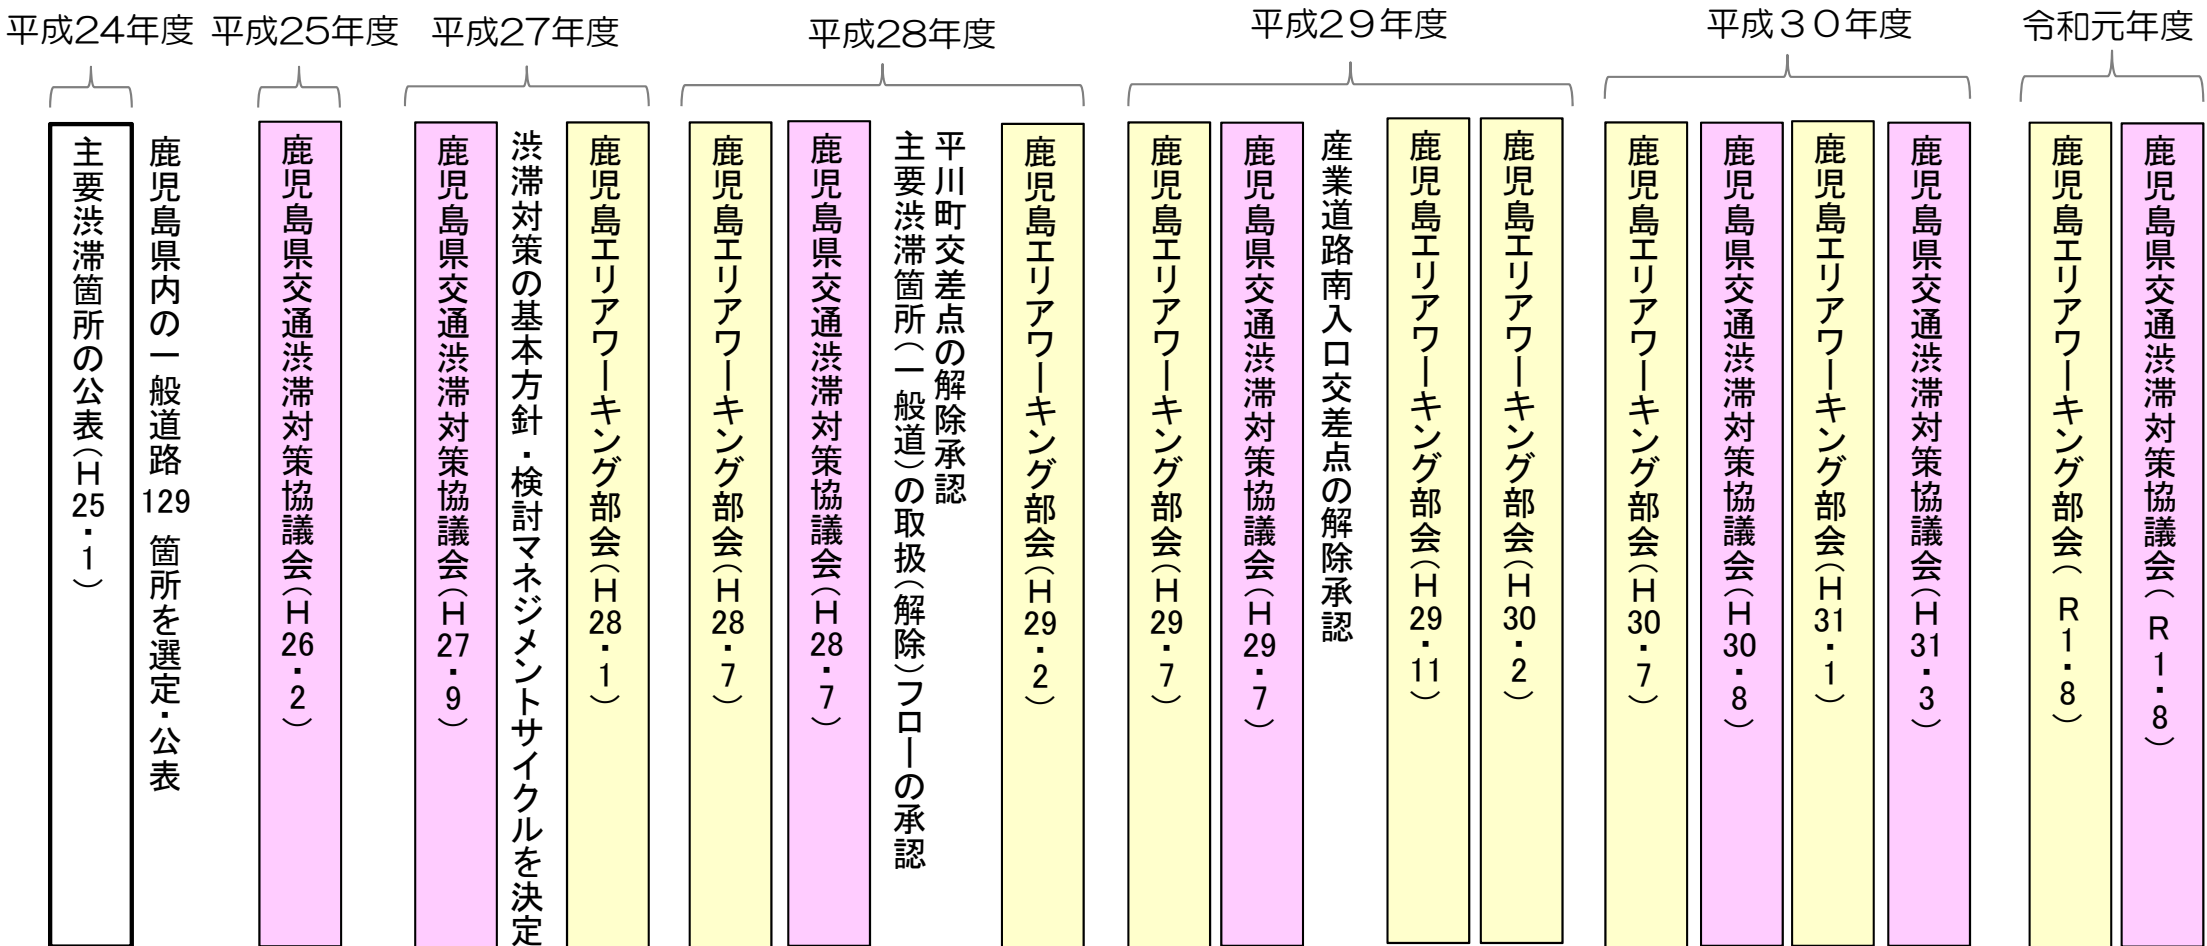 平成24年度
平成25年度
平成27年度
平成28年度
平成29年度
平成３０年度
令和元年度
主要渋滞箇所の公表（H25・1）
鹿児島県内の一般道路 129 箇所を選定・公表
鹿児島県交通渋滞対策協議会（H26・2）
鹿児島県交通渋滞対策協議会（H27・9）
渋滞対策の基本方針・検討マネジメントサイクルを決定
鹿児島エリアワーキング部会（H28・1）
鹿児島エリアワーキング部会（H28・7）
鹿児島県交通渋滞対策協議会（H28・7）
主要渋滞箇所（一般道）の取扱（解除）フローの承認
平川町交差点の解除承認
鹿児島エリアワーキング部会（H29・2）
鹿児島エリアワーキング部会（H29・7）
鹿児島県交通渋滞対策協議会（H29・7）
産業道路南入口交差点の解除承認
鹿児島エリアワーキング部会（H29・11）
鹿児島エリアワーキング部会（H30・2）
鹿児島エリアワーキング部会（H30・7）
鹿児島県交通渋滞対策協議会（H30・8）
鹿児島エリアワーキング部会（H31・1）
鹿児島県交通渋滞対策協議会（H31・3）
鹿児島エリアワーキング部会（R1・8）
鹿児島県交通渋滞対策協議会（R1・8）